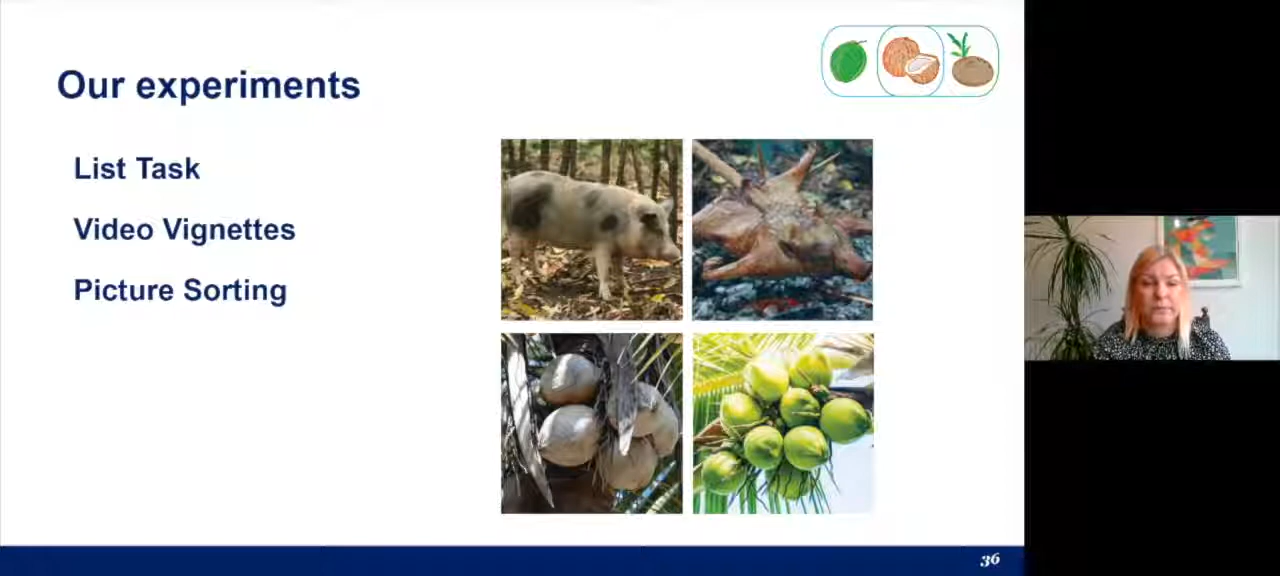 Our experiments
List Task
Video Vignettes
Picture Sorting
36